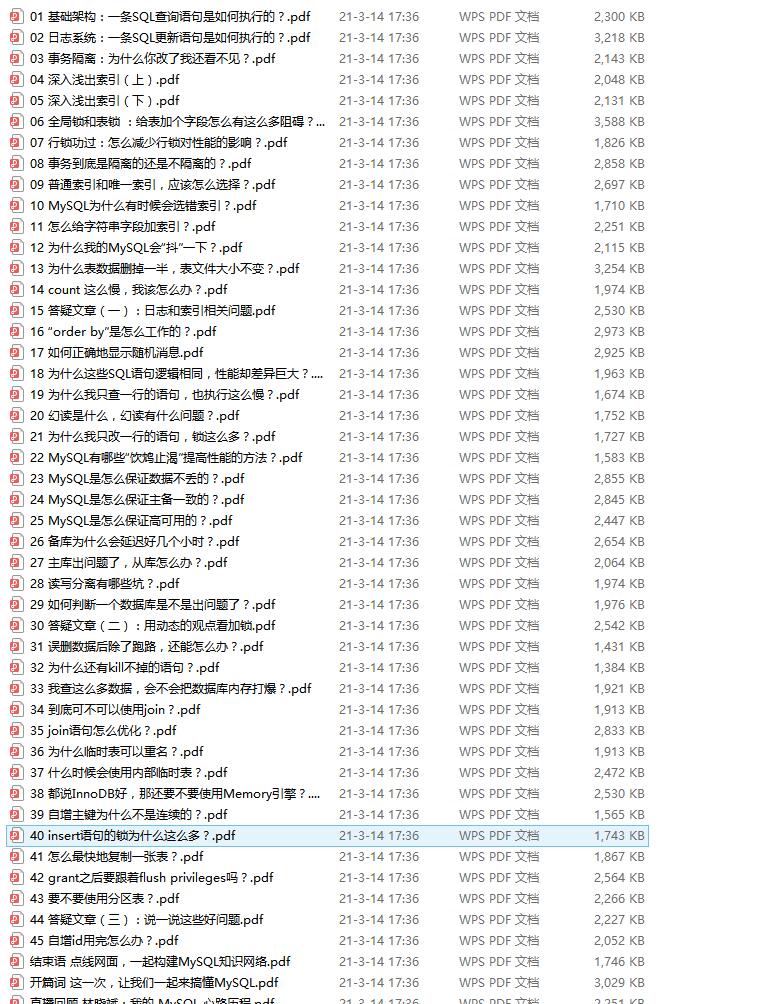 01 基础架构：一条SQL查询语句是如何执行的？.pdf 21-3-14 17:36 WPS PDF 文档 2,300 KB
02 日志系统：一条SQL更新语句是如何执行的？.pdf 21-3-14 17:36 WPS PDF 文档 3,218 KB
03 事务隔离：为什么你改了我还看不见？.pdf 21-3-14 17:36 WPS PDF 文档 2,143 KB
04 深入浅出索引（上）.pdf 21-3-14 17:36 WPS PDF 文档 2,048 KB
05 深入浅出索引（下）.pdf 21-3-14 17:36 WPS PDF 文档 2,131 KB
06 全局锁和表锁 ：给表加个字段怎么有这么多阻碍？... 21-3-14 17:36 WPS PDF 文档 3,588 KB
07 行锁功过：怎么减少行锁对性能的影响？.pdf 21-3-14 17:36 WPS PDF 文档 1,826 KB
08 事务到底是隔离的还是不隔离的？.pdf 21-3-14 17:36 WPS PDF 文档 2,858 KB
09 普通索引和唯一索引，应该怎么选择？.pdf 21-3-14 17:36 WPS PDF 文档 2,697 KB
10 MySQL为什么有时候会选错索引？.pdf 21-3-14 17:36 WPS PDF 文档 1,710 KB
11 怎么给字符串字段加索引？.pdf 21-3-14 17:36 WPS PDF 文档 2,251 KB
12 为什么我的MySQL会“抖”一下？.pdf 21-3-14 17:36 WPS PDF 文档 2,115 KB
13 为什么表数据删掉一半，表文件大小不变？.pdf 21-3-14 17:36 WPS PDF 文档 3,254 KB
14 count 这么慢，我该怎么办？.pdf 21-3-14 17:36 WPS PDF 文档 1,974 KB
15 答疑文章（一）：日志和索引相关问题.pdf 21-3-14 17:36 WPS PDF 文档 2,530 KB
16 “order by”是怎么工作的？.pdf 21-3-14 17:36 WPS PDF 文档 2,973 KB
17 如何正确地显示随机消息.pdf 21-3-14 17:36 WPS PDF 文档 2,925 KB
18 为什么这些SQL语句逻辑相同，性能却差异巨大？.... 21-3-14 17:36 WPS PDF 文档 1,963 KB
19 为什么我只查一行的语句，也执行这么慢？.pdf 21-3-14 17:36 WPS PDF 文档 1,674 KB
20 幻读是什么，幻读有什么问题？.pdf 21-3-14 17:36 WPS PDF 文档 1,752 KB
21 为什么我只改一行的语句，锁这么多？.pdf 21-3-14 17:36 WPS PDF 文档 1,727 KB
22 MySQL有哪些“饮鸩止渴”提高性能的方法？.pdf 21-3-14 17:36 WPS PDF 文档 1,583 KB
23 MySQL是怎么保证数据不丢的？.pdf 21-3-14 17:36 WPS PDF 文档 2,855 KB
24 MySQL是怎么保证主备一致的？.pdf 21-3-14 17:36 WPS PDF 文档 2,845 KB
25 MySQL是怎么保证高可用的？.pdf 21-3-14 17:36 WPS PDF 文档 2,447 KB
26 备库为什么会延迟好几个小时？.pdf 21-3-14 17:36 WPS PDF 文档 2,654 KB
27 主库出问题了，从库怎么办？.pdf 21-3-14 17:36 WPS PDF 文档 2,064 KB
28 读写分离有哪些坑？.pdf 21-3-14 17:36 WPS PDF 文档 1,974 KB
29 如何判断一个数据库是不是出问题了？.pdf 21-3-14 17:36 WPS PDF 文档 1,976 KB
30 答疑文章（二）：用动态的观点看加锁.pdf 21-3-14 17:36 WPS PDF 文档 2,542 KB
31 误删数据后除了跑路，还能怎么办？.pdf 21-3-14 17:36 WPS PDF 文档 1,431 KB
32 为什么还有kill不掉的语句？.pdf 21-3-14 17:36 WPS PDF 文档 1,384 KB
33 我查这么多数据，会不会把数据库内存打爆？.pdf 21-3-14 17:36 WPS PDF 文档 1,921 KB
34 到底可不可以使用join？.pdf 21-3-14 17:36 WPS PDF 文档 1,913 KB
35 join语句怎么优化？.pdf 21-3-14 17:36 WPS PDF 文档 2,833 KB
36 为什么临时表可以重名？.pdf 21-3-14 17:36 WPS PDF 文档 1,913 KB
37 什么时候会使用内部临时表？.pdf 21-3-14 17:36 WPS PDF 文档 2,472 KB
38 都说InnoDB好，那还要不要使用Memory引擎？.... 21-3-14 17:36 WPS PDF 文档 2,530 KB
39 自增主键为什么不是连续的？.pdf 21-3-14 17:36 WPS PDF 文档 1,565 KB
40 insert语句的锁为什么这么多？.pdf 21-3-14 17:36 WPS PDF 文档 1,743 KB
41 怎么最快地复制一张表？.pdf 21-3-14 17:36 WPS PDF 文档 1,867 KB
42 grant之后要跟着flush privileges吗？.pdf 21-3-14 17:36 WPS PDF 文档 2,564 KB
43 要不要使用分区表？.pdf 21-3-14 17:36 WPS PDF 文档 2,266 KB
44 答疑文章（三）：说一说这些好问题.pdf 21-3-14 17:36 WPS PDF 文档 2,227 KB
45 自增id用完怎么办？.pdf 21-3-14 17:36 WPS PDF 文档 2,052 KB
结束语 点线网面，一起构建MySQL知识网络.pdf 21-3-14 17:36 WPS PDF 文档 1,746 KB
开篇词 这一次，让我们一起来搞懂MySQL.pdf 21-3-14 17:36 WPS PDF 文档 3,029 KB
直播回顾 林晓斌：我的 MySQL 心路历程.pdf 21-3-14 17:36 WPS PDF 文档 2,251 KB